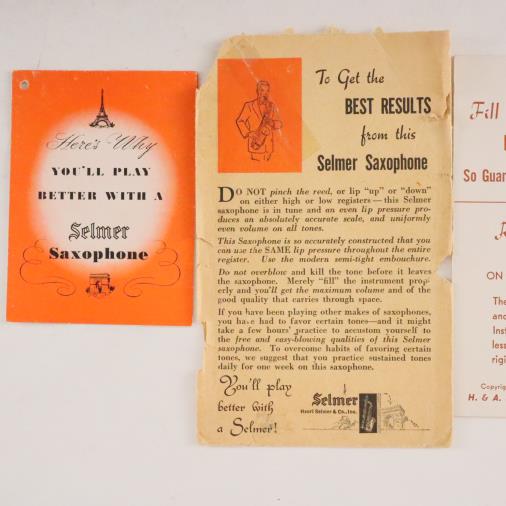 Here's Why
YOU'LL PLAY
BETTER WITH A
Selmer
Saxophone
To Get the
BEST RESULTS
from this
Selmer Saxophone
DO NOT pinch the reed, or lip "up" or "down"
on either high or low registers—this Selmer
saxophone is in tune and an even lip pressure pro-
duces an absolutely accurate scale, and uniformly
even volume on all tones.
This Saxophone is so accurately constructed that you
can use the SAME lip pressure throughout the entire
register. Use the modern semi-tight embouchure.
Do not overblow and kill the tone before it leaves
the saxophone. Merely "fill" the instrument prop-
erly and you'll get the maximum volume and of the
good quality that carries through space.
If you have been playing other makes of saxophones,
you have had to favor certain tones—and it might
take a few hours' practice to accustom yourself to
the free and easy-blowing qualities of this Selmer
saxophone. To overcome habits of favoring certain
tones, we suggest that you practice sustained tones
daily for one week on this saxophone.
You'll play
better with
a Selmer!
Selmer
Henri Selmer & Co., Inc.
Fill
So Guar
ON
The
and
Inst
less
rigi
Copyrig
H. & A.